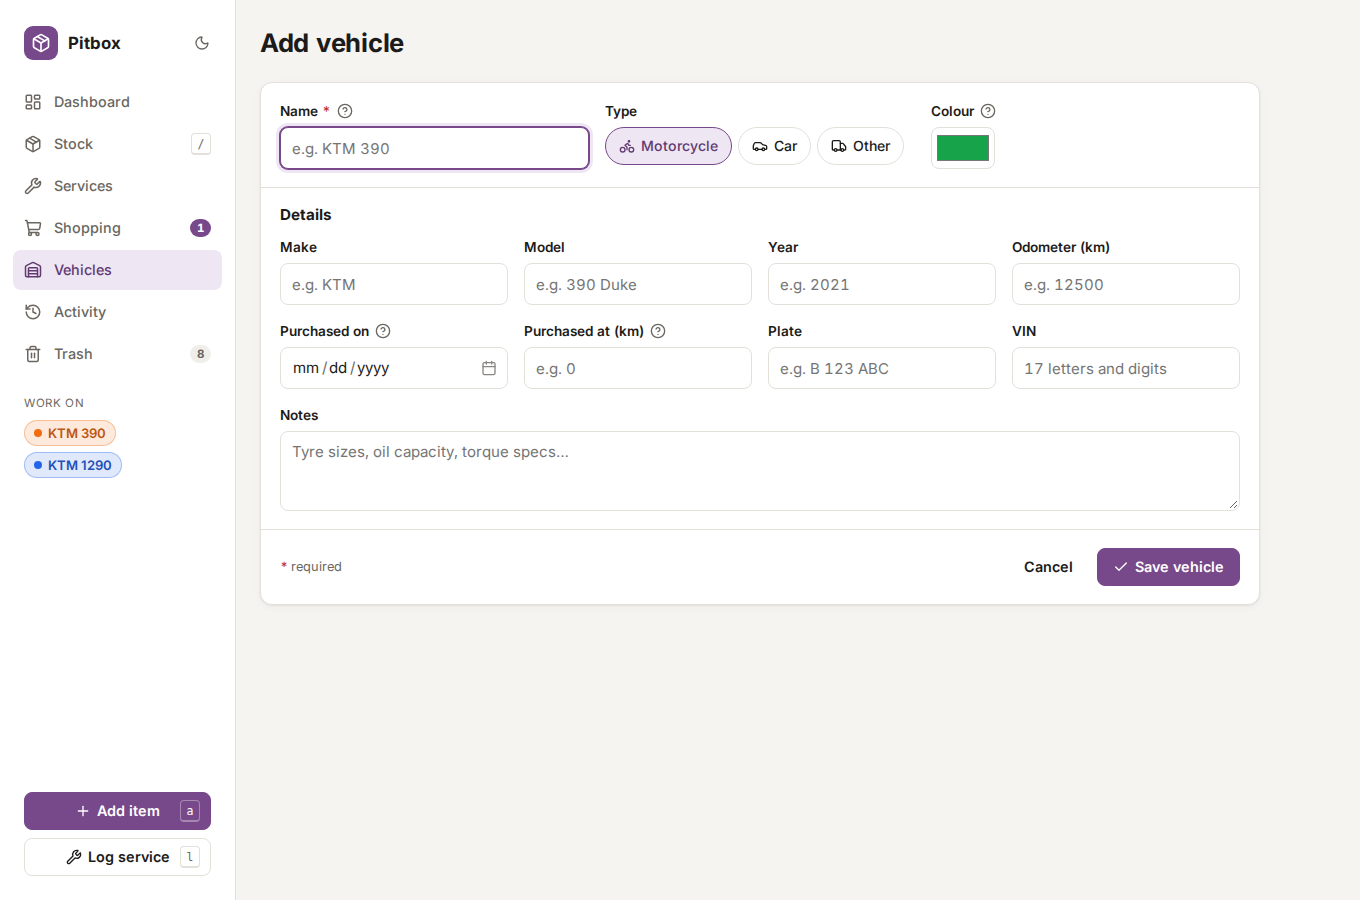 Pitbox
Dashboard
Stock /
Services
Shopping 1
Vehicles
Activity
Trash 8
WORK ON
KTM 390
KTM 1290
Add item a
Log service l
Add vehicle
Name * Type Colour
e.g. KTM 390 Motorcycle Car Other
Details
Make Model Year Odometer (km)
e.g. KTM e.g. 390 Duke e.g. 2021 e.g. 12500
Purchased on Purchased at (km) Plate VIN
mm/dd/yyyy e.g. 0 e.g. B 123 ABC 17 letters and digits
Notes
Tyre sizes, oil capacity, torque specs...
* required Cancel Save vehicle